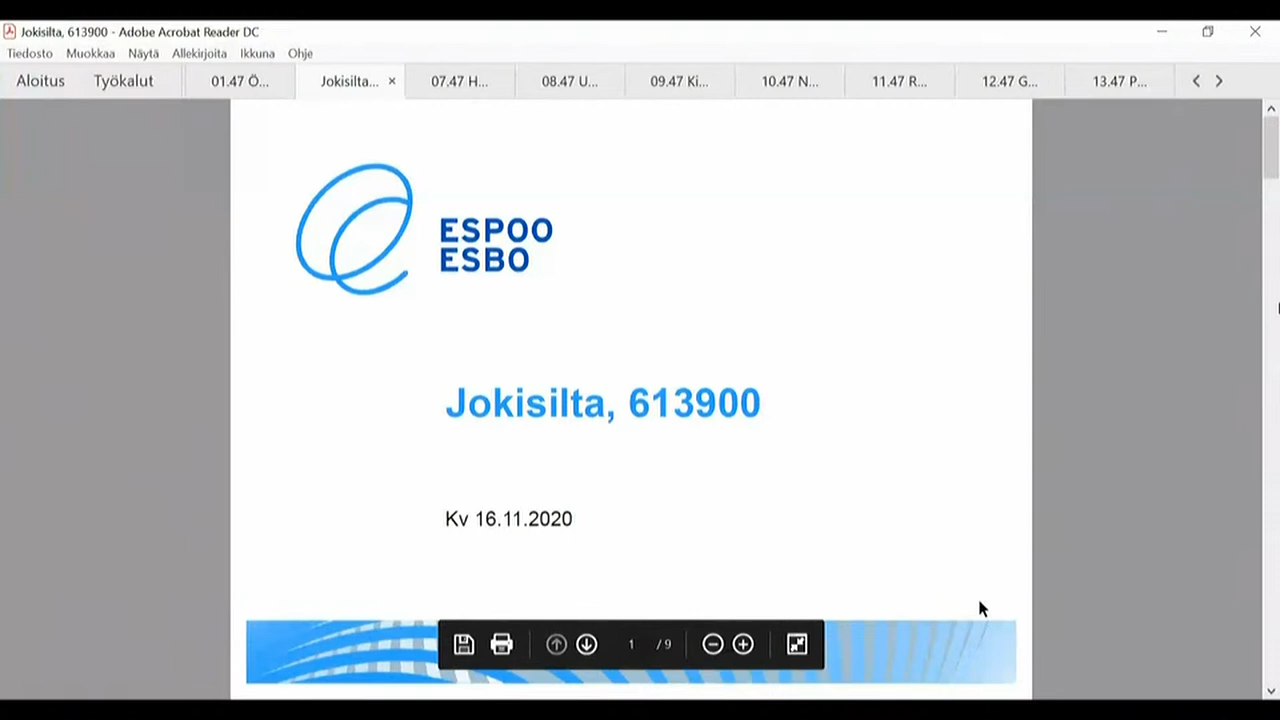 Jokisilta, 613900 - Adobe Acrobat Reader DC
Tiedosto Muokkaa Näytä Allekirjoita Ikkuna Ohje
Aloitus Työkalut 01.47 Ö... Jokisilta... × 07.47 H... 08.47 U... 09.47 Ki... 10.47 N... 11.47 R... 12.47 G... 13.47 P...
ESPOO
ESBO
Jokisilta, 613900
Kv 16.11.2020
1 / 9